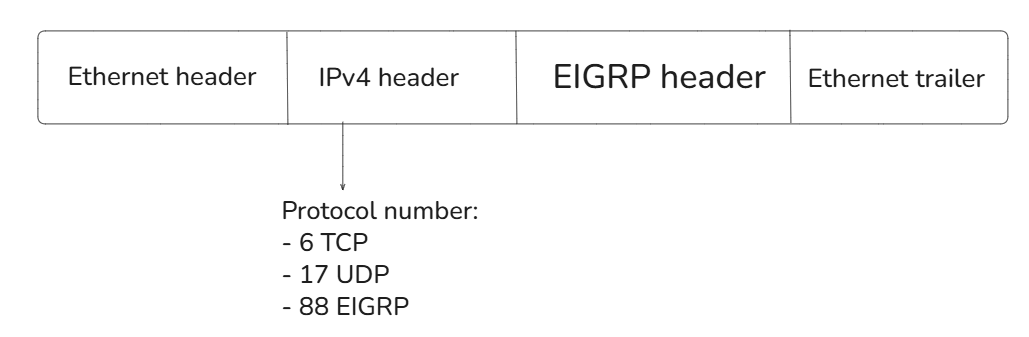 Ethernet header
IPv4 header
EIGRP header
Ethernet trailer
Protocol number:
- 6 TCP
- 17 UDP
- 88 EIGRP